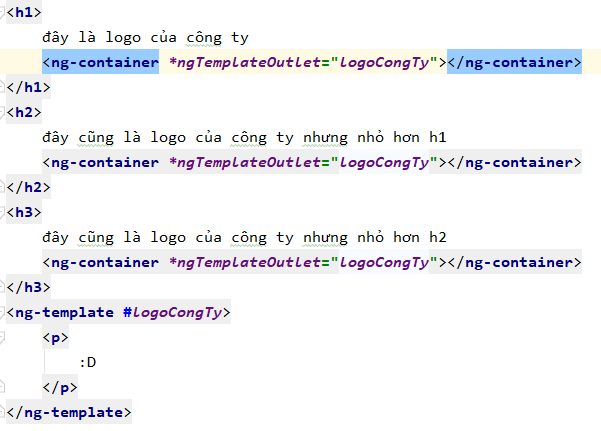 <h1>
đây là logo của công ty
<ng-container *ngTemplateOutlet="logoCongTy"></ng-container>
</h1>
<h2>
đây cũng là logo của công ty nhưng nhỏ hơn h1
<ng-container *ngTemplateOutlet="logoCongTy"></ng-container>
</h2>
<h3>
đây cũng là logo của công ty nhưng nhỏ hơn h2
<ng-container *ngTemplateOutlet="logoCongTy"></ng-container>
</h3>
<ng-template #logoCongTy>
<p>
:D
</p>
</ng-template>